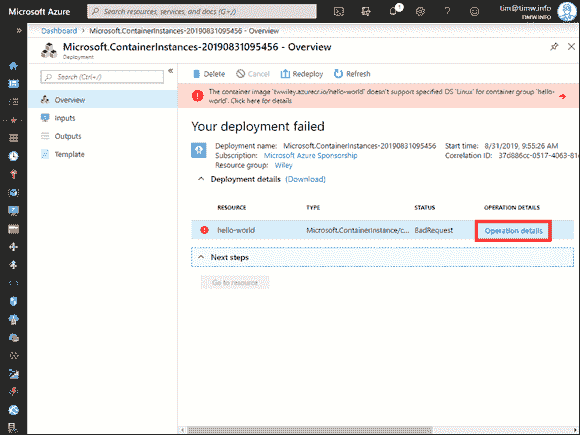 Microsoft Azure
Search resources, services, and docs (G+/)
1
tim@timw.info
TIMW.INFO
Dashboard > Microsoft.ContainerInstances-20190831095456 - Overview
Microsoft.ContainerInstances-20190831095456 - Overview
Deployment
Search (Ctrl+/)
Overview
Inputs
Outputs
Template
Delete
Cancel
Redeploy
Refresh
The container image 'twwiley.azurecr.io/hello-world' doesn't support specified OS 'Linux' for container group 'hello-
world'. Click here for details
Your deployment failed
Deployment name: Microsoft.ContainerInstances-20190831095456
Subscription: Microsoft Azure Sponsorship
Resource group: Wiley
Start time: 8/31/2019, 9:55:26 AM
Correlation ID: 37d886cc-0517-4063-81
Deployment details (Download)
RESOURCE TYPE STATUS OPERATION DETAILS
hello-world Microsoft.ContainerInstance/c... BadRequest Operation details
Next steps
Go to resource